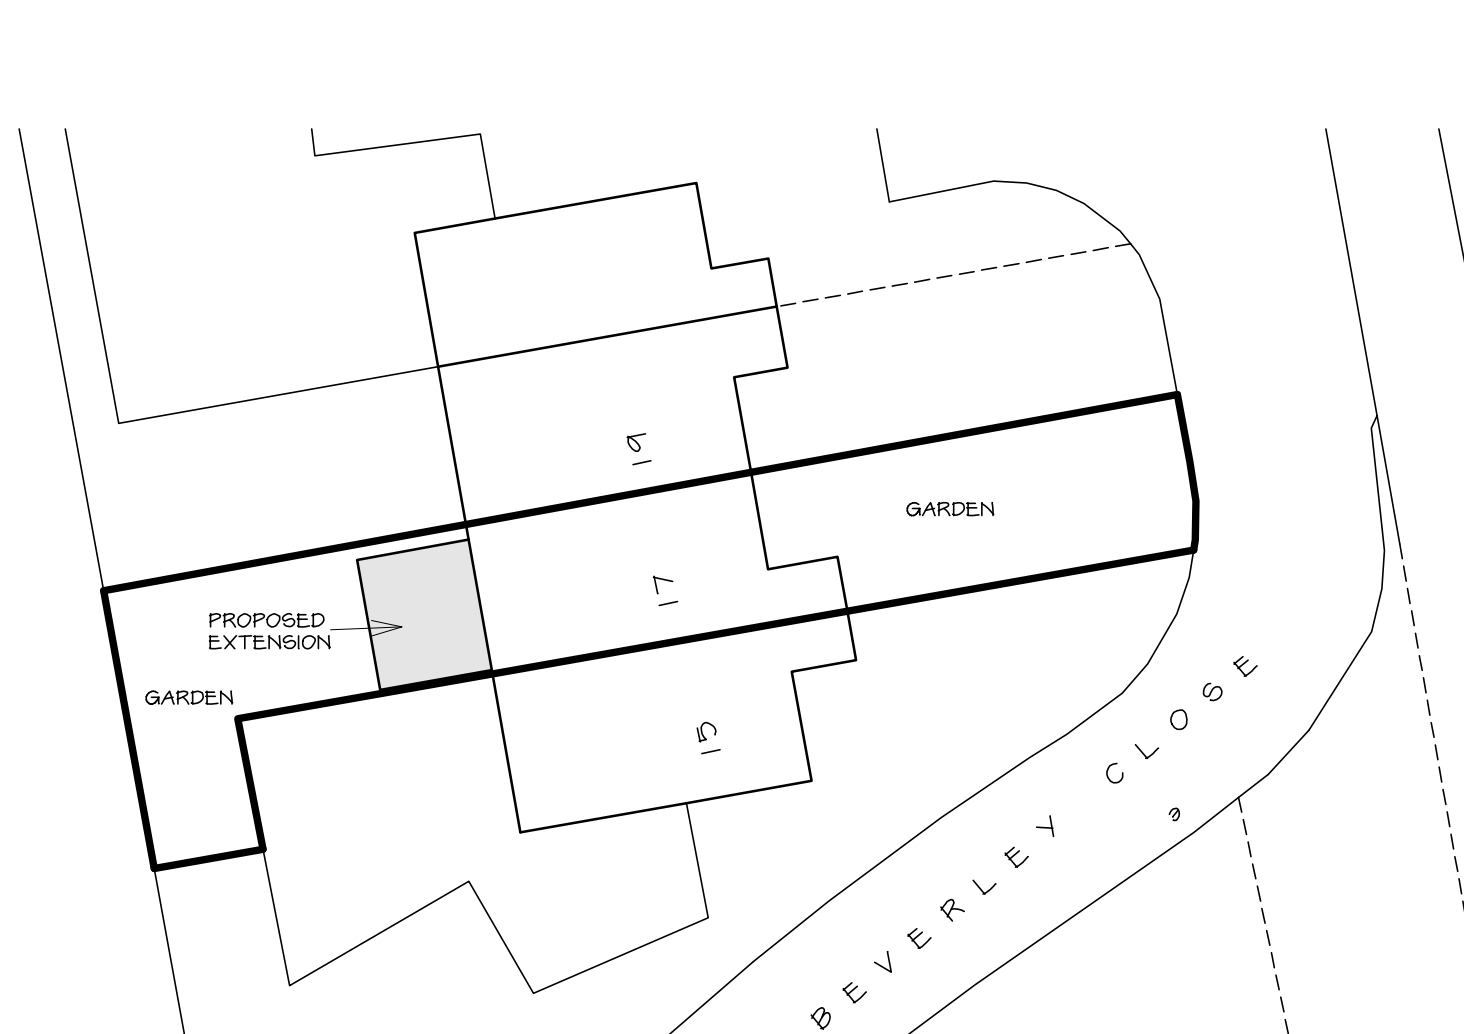 19
GARDEN
17
PROPOSED
EXTENSION
GARDEN
15
BEVERLEY CLOSE